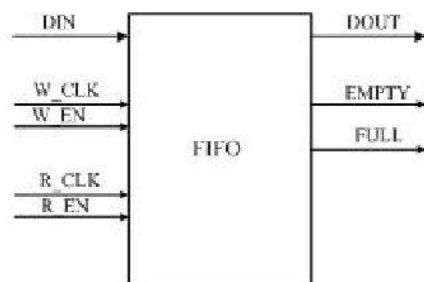 DIN
DOUT
W_CLK
EMPTY
W_EN
FULL
FIFO
R_CLK
R_EN